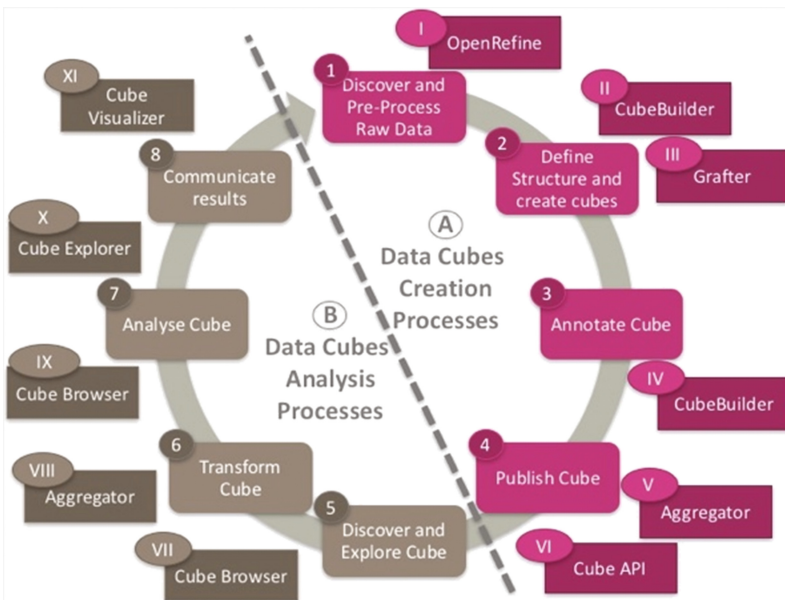 I
OpenRefine
1
Discover and
Pre-Process
Raw Data
II
CubeBuilder
2
Define
Structure and
create cubes
III
Grafter
A
Data Cubes
Creation
Processes
3
Annotate Cube
IV
CubeBuilder
4
Publish Cube
V
Aggregator
VI
Cube API
B
Data Cubes
Analysis
Processes
5
Discover and
Explore Cube
VII
Cube Browser
6
Transform
Cube
VIII
Aggregator
IX
Cube Browser
7
Analyse Cube
X
Cube Explorer
8
Communicate
results
XI
Cube
Visualizer